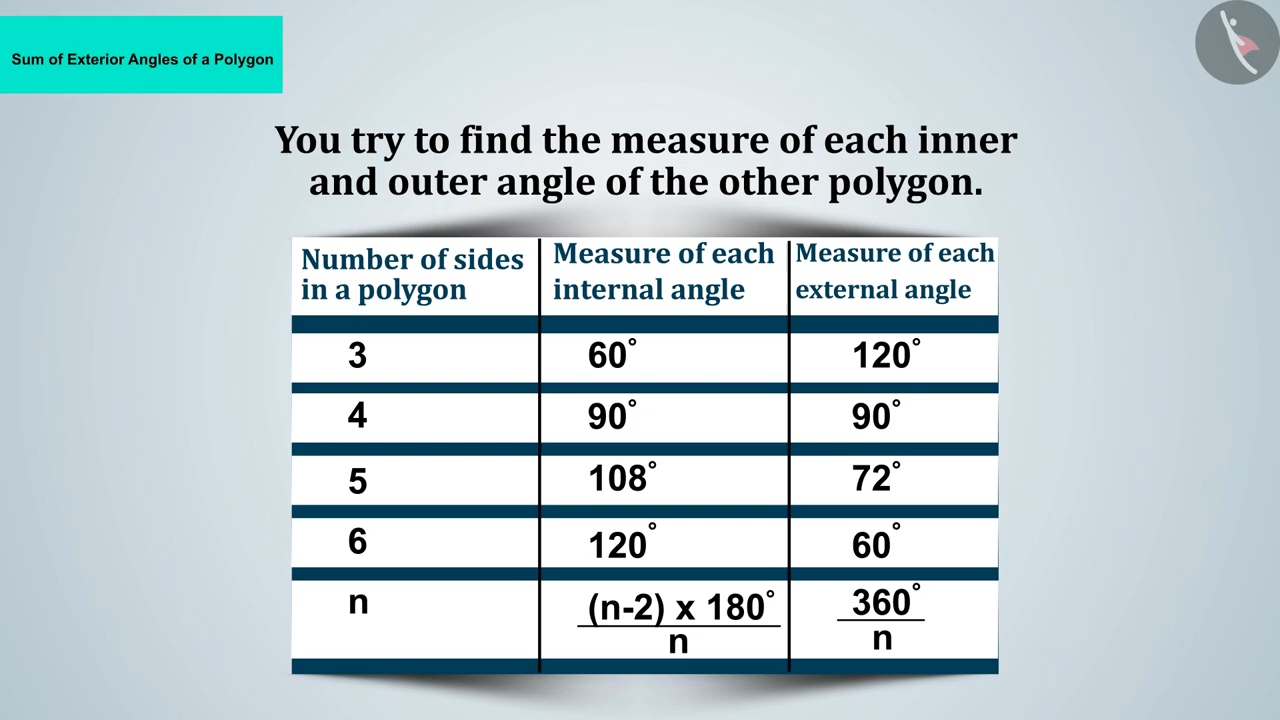 Sum of Exterior Angles of a Polygon
You try to find the measure of each inner
and outer angle of the other polygon.
Number of sides in a polygon | Measure of each internal angle | Measure of each external angle
3 | 60° | 120°
4 | 90° | 90°
5 | 108° | 72°
6 | 120° | 60°
n | (n-2) x 180° / n | 360° / n